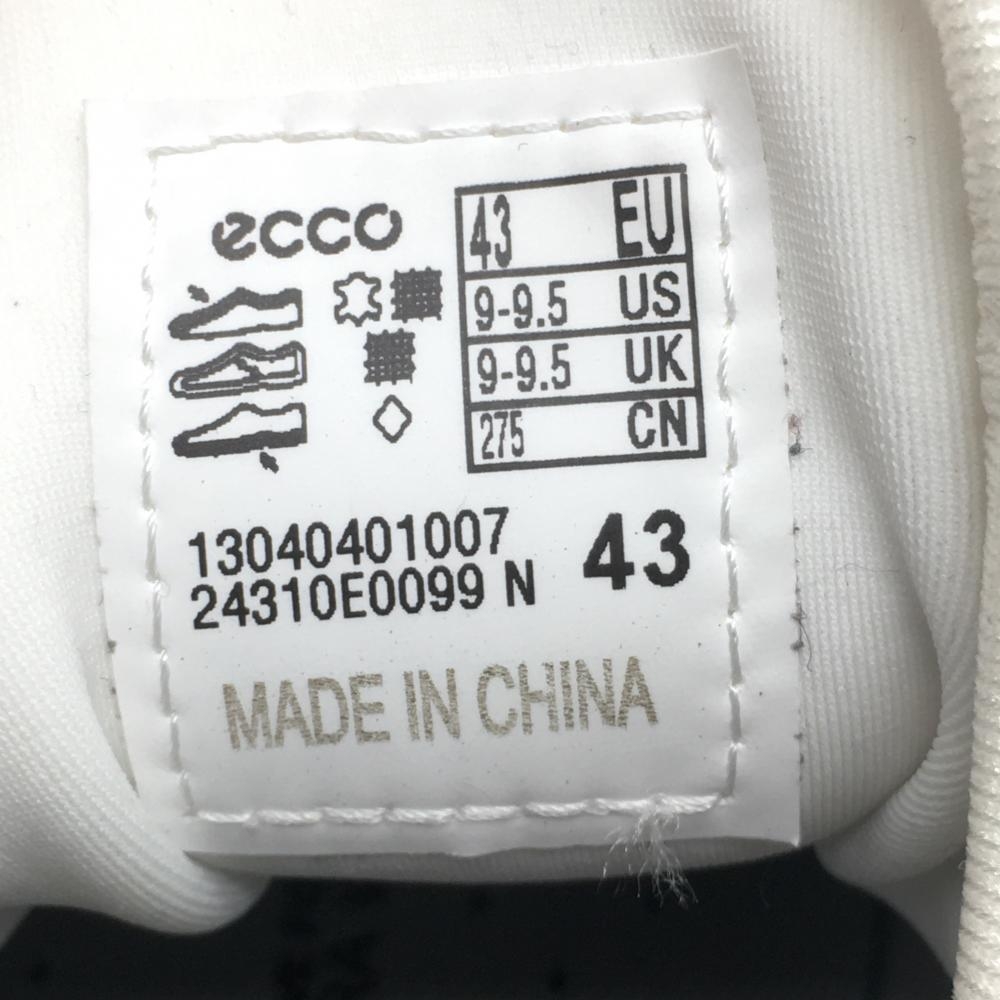 ecco
43 EU
9-9.5 US
9-9.5 UK
275 CN
13040401007
24310E0099 N
43
MADE IN CHINA